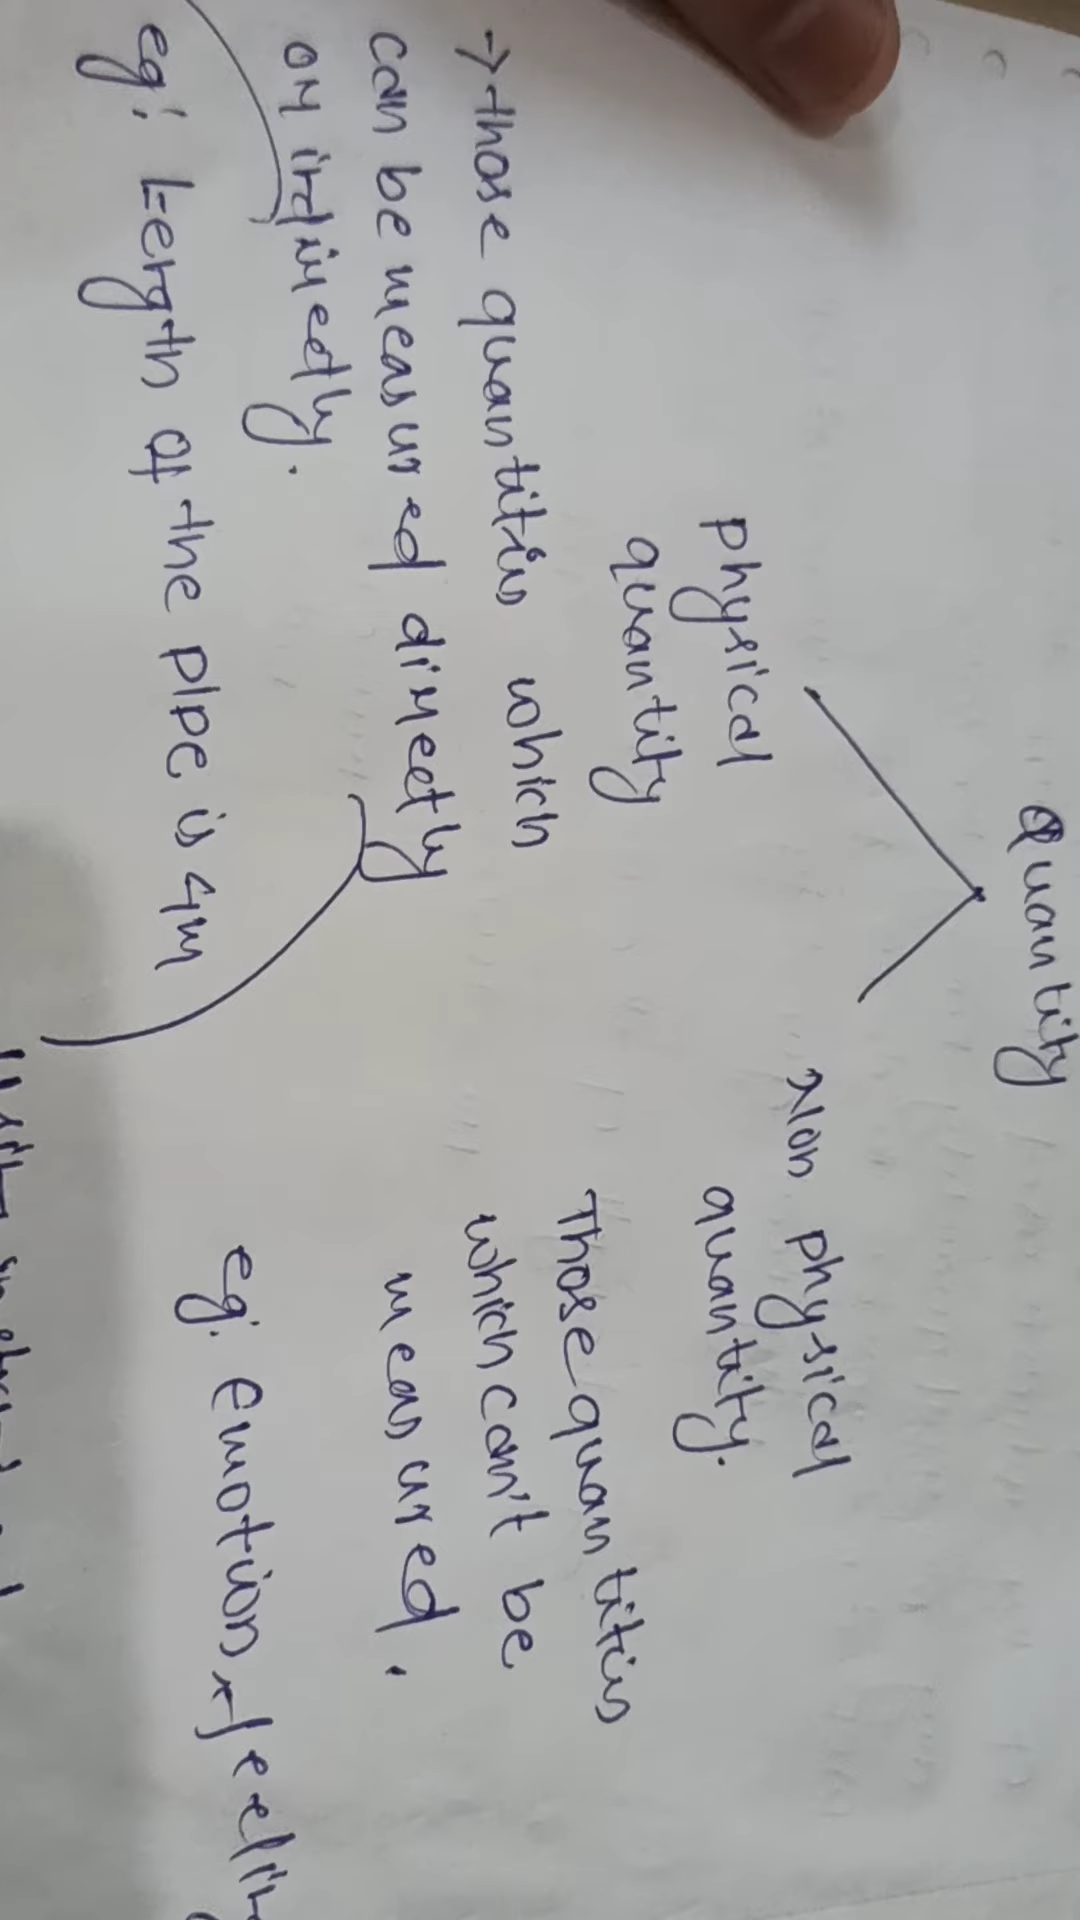 Quantity
physical
quantity
Non physical
quantity.
→ those quantities which
can be measured directly
or indirectly.
eg: Length of the pipe is 4m
Those quantities
which can't be
measured.
eg: Emotion, feeling